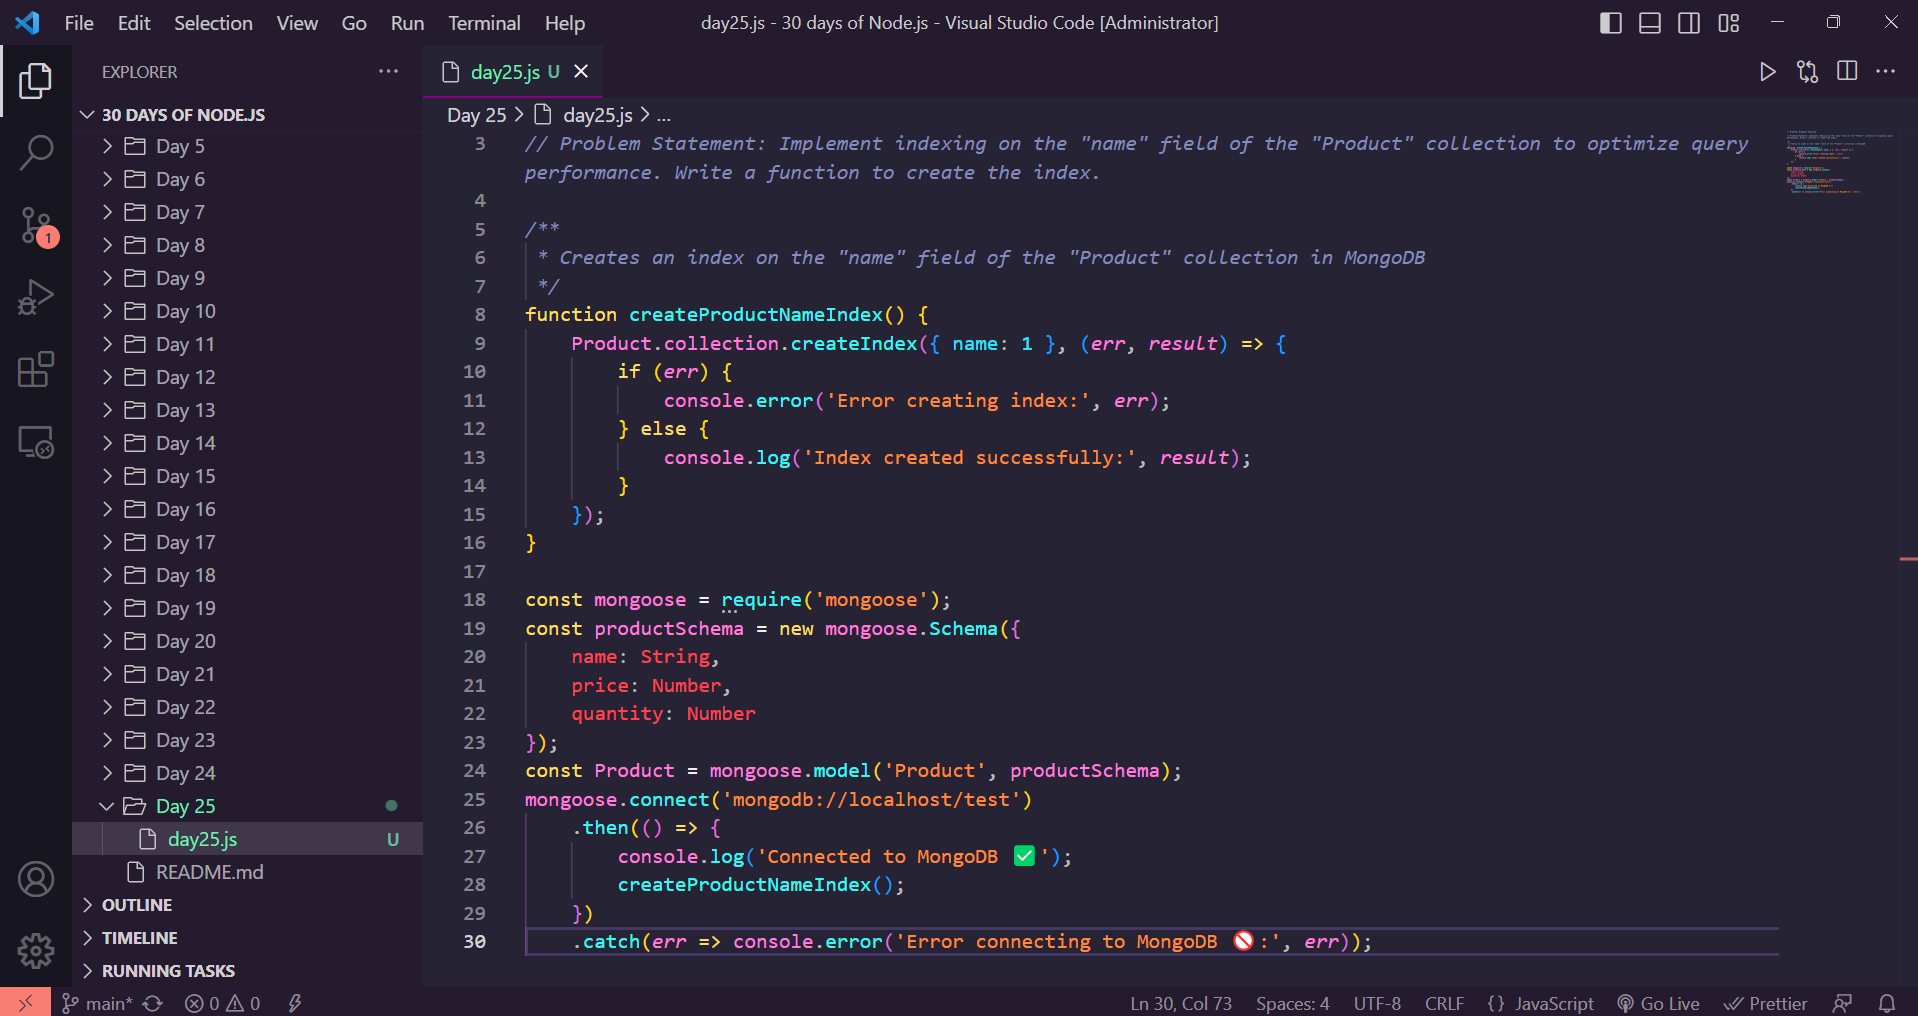 File Edit Selection View Go Run Terminal Help
day25.js - 30 days of Node.js - Visual Studio Code [Administrator]
EXPLORER
30 DAYS OF NODE.JS
Day 5
Day 6
Day 7
Day 8
Day 9
Day 10
Day 11
Day 12
Day 13
Day 14
Day 15
Day 16
Day 17
Day 18
Day 19
Day 20
Day 21
Day 22
Day 23
Day 24
Day 25
day25.js U
README.md
OUTLINE
TIMELINE
RUNNING TASKS
1
day25.js U
Day 25 > day25.js > ...
3 // Problem Statement: Implement indexing on the "name" field of the "Product" collection to optimize query
performance. Write a function to create the index.
4
5 /**
6 * Creates an index on the "name" field of the "Product" collection in MongoDB
7 */
8 function createProductNameIndex() {
9 Product.collection.createIndex({ name: 1 }, (err, result) => {
10 if (err) {
11 console.error('Error creating index:', err);
12 } else {
13 console.log('Index created successfully:', result);
14 }
15 });
16 }
17
18 const mongoose = require('mongoose');
19 const productSchema = new mongoose.Schema({
20 name: String,
21 price: Number,
22 quantity: Number
23 });
24 const Product = mongoose.model('Product', productSchema);
25 mongoose.connect('mongodb://localhost/test')
26 .then(() => {
27 console.log('Connected to MongoDB ✅');
28 createProductNameIndex();
29 })
30 .catch(err => console.error('Error connecting to MongoDB 🚫:', err));
main* 0 0
Ln 30, Col 73 Spaces: 4 UTF-8 CRLF {} JavaScript Go Live Prettier